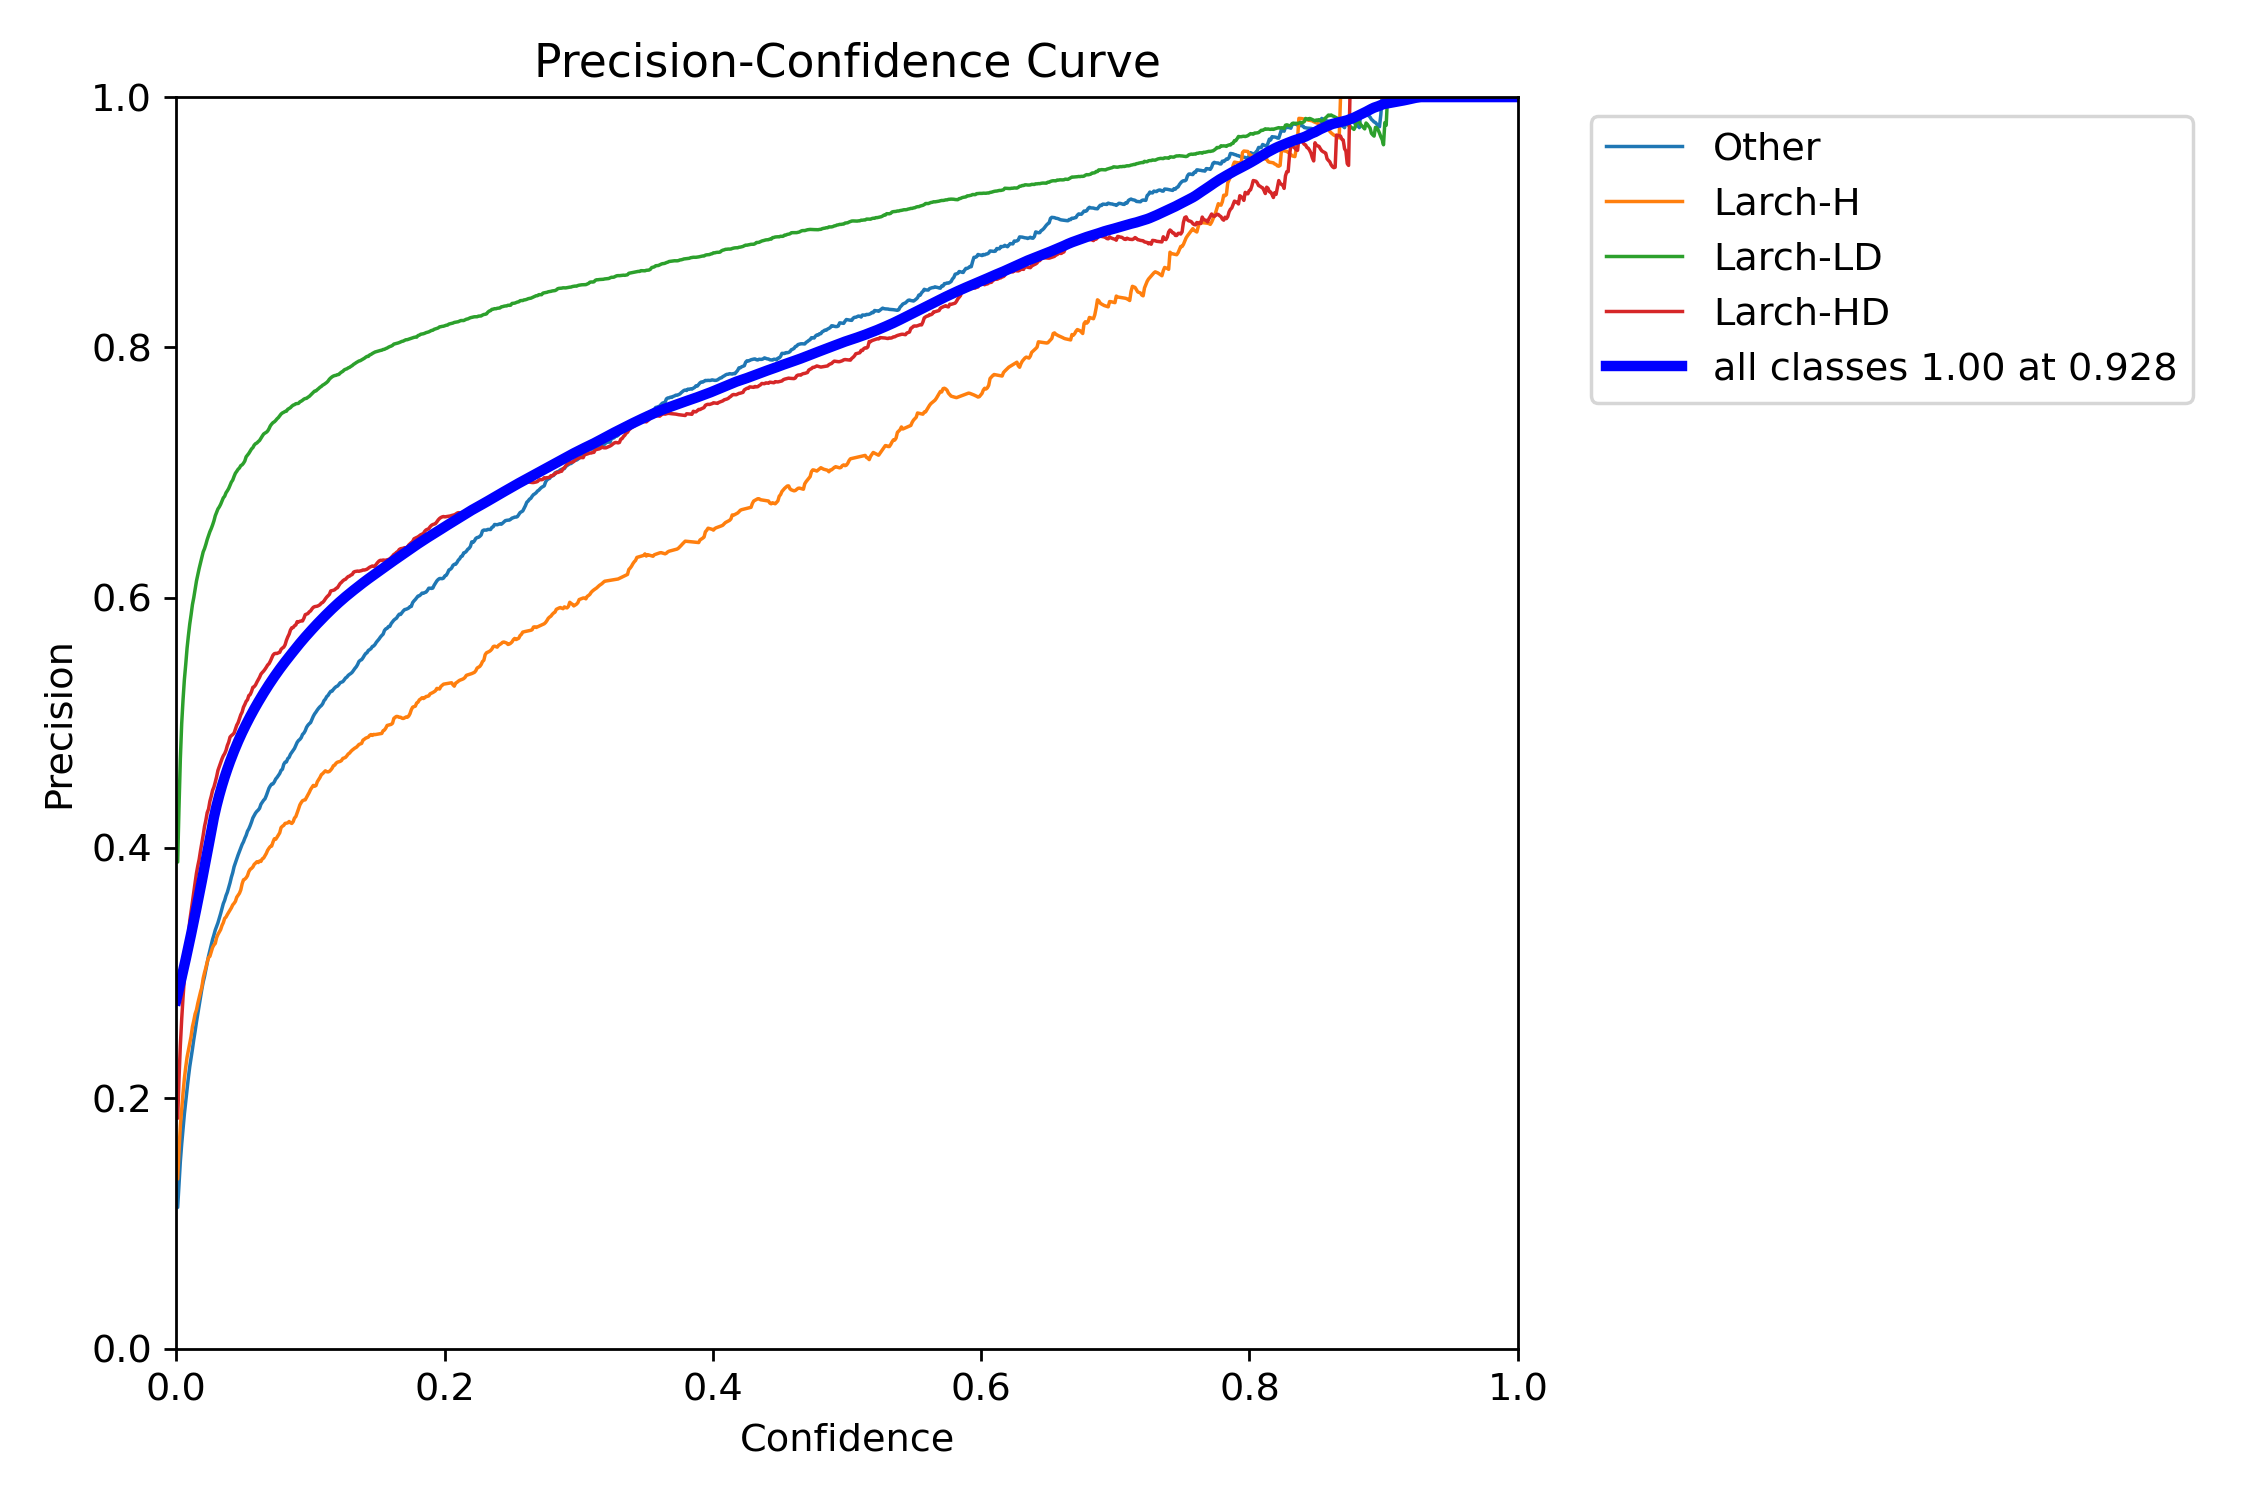 Precision-Confidence Curve
1.0
0.8
0.6
0.4
0.2
0.0
Precision
0.0 0.2 0.4 0.6 0.8 1.0
Confidence
Other
Larch-H
Larch-LD
Larch-HD
all classes 1.00 at 0.928